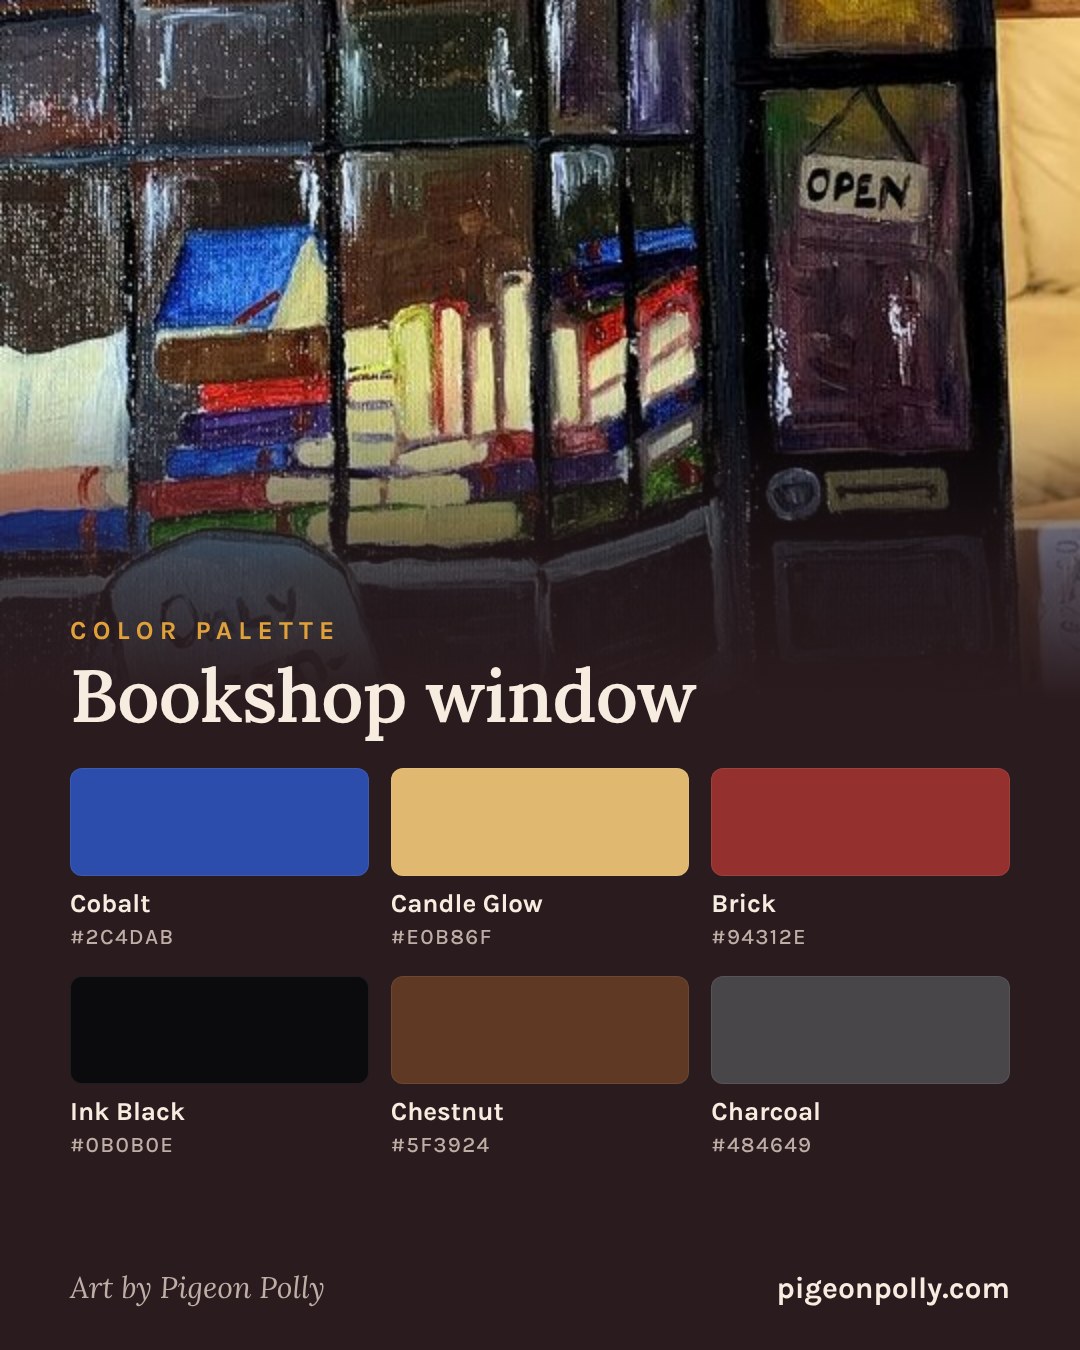 OPEN
Only
COLOR PALETTE
Bookshop window
Cobalt
#2C4DAB
Candle Glow
#E0B86F
Brick
#94312E
Ink Black
#0B0B0E
Chestnut
#5F3924
Charcoal
#484649
Art by Pigeon Polly
pigeonpolly.com